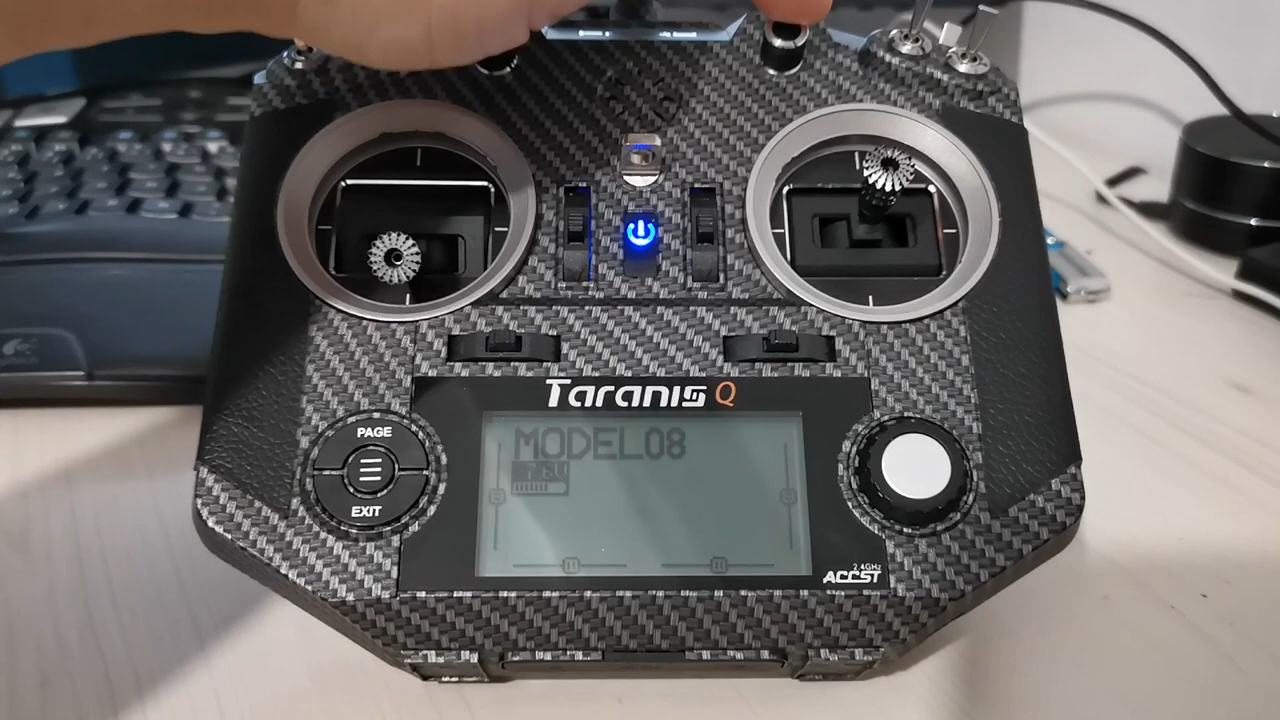 Taranis Q
PAGE
EXIT
MODEL08
2.4GHz
ACCST